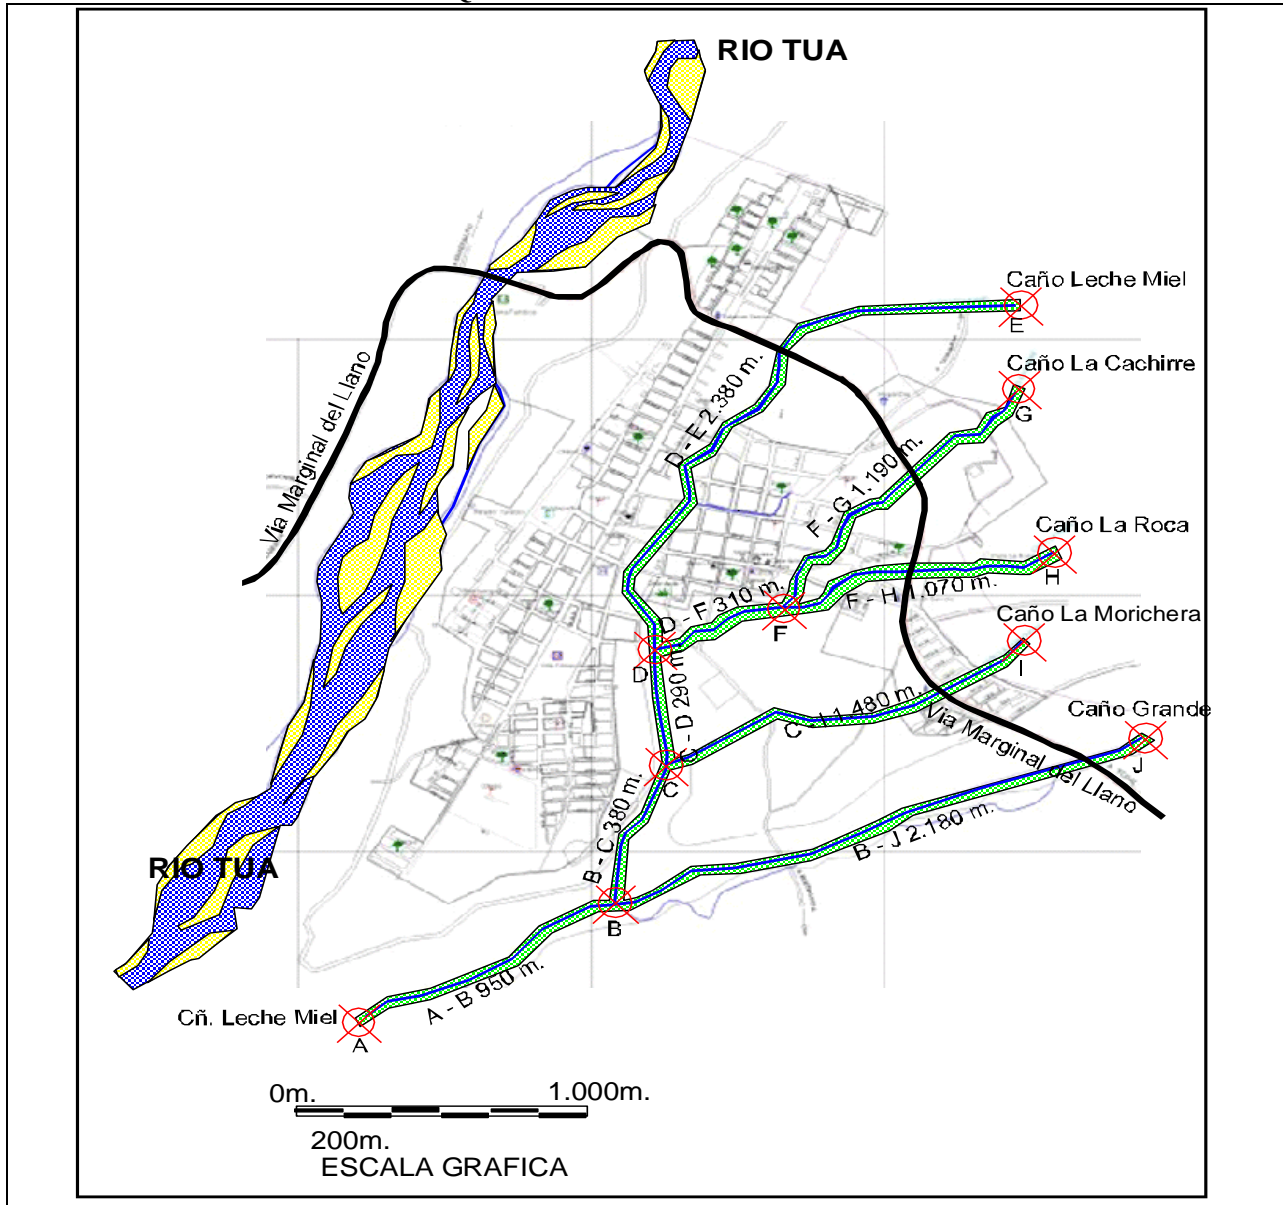 RIO TUA
Caño Leche Miel
E
Caño La Cachirre
G
Via Marginal del Llano
D - E 2.380 m.
F - G 1.190 m.
Caño La Roca
H
F - H 1.070 m.
D - F 310 m.
F
Caño La Morichera
I
D
C - D 290 m.
C - I 1.480 m.
Caño Grande
J
Via Marginal del Llano
C
B - C 380 m.
B - J 2.180 m.
RIO TUA
B
A - B 950 m.
Cñ. Leche Miel
A
0m.
1.000m.
200m.
ESCALA GRAFICA